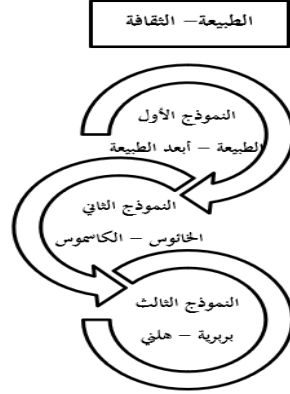 الطبيعة – الثقافة
النموذج الأول
الطبيعة – أبعد الطبيعة
النموذج الثاني
الخائوس – الكاسموس
النموذج الثالث
بربرية – هلني